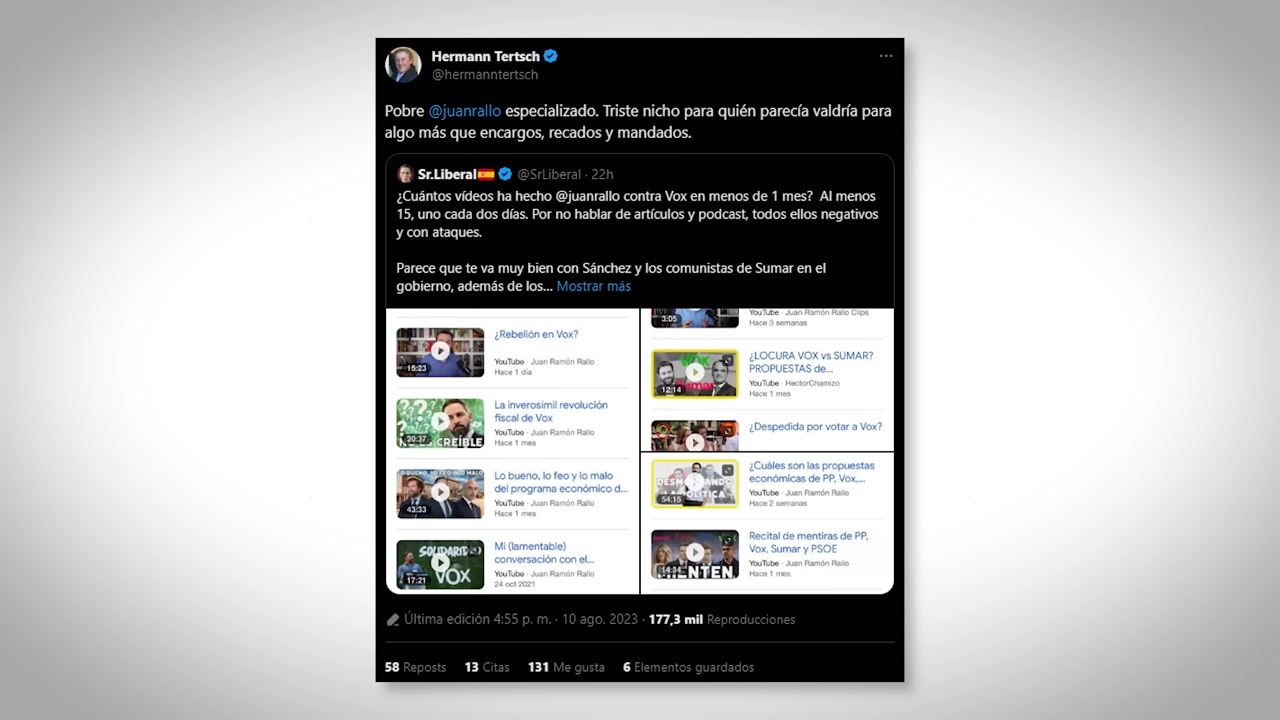 Hermann Tertsch
@hermanntertsch
Pobre @juanrallo especializado. Triste nicho para quién parecía valdría para
algo más que encargos, recados y mandados.
Sr.Liberal🇪🇸 @SrLiberal · 22h
¿Cuántos vídeos ha hecho @juanrallo contra Vox en menos de 1 mes? Al menos
15, uno cada dos días. Por no hablar de artículos y podcast, todos ellos negativos
y con ataques.
Parece que te va muy bien con Sánchez y los comunistas de Sumar en el
gobierno, además de los... Mostrar más
¿Rebelión en Vox?
YouTube · Juan Ramón Rallo
Hace 1 día
15:23
La inverosímil revolución
fiscal de Vox
YouTube · Juan Ramón Rallo
Hace 1 mes
20:37
CREÍBLE
Lo bueno, lo feo y lo malo
del programa económico d...
YouTube · Juan Ramón Rallo
Hace 1 mes
43:33
Mi (lamentable)
conversación con el...
YouTube · Juan Ramón Rallo
24 oct 2021
17:21
VOX
YouTube · Juan Ramón Rallo Clips
Hace 3 semanas
3:05
¿LOCURA VOX vs SUMAR?
PROPUESTAS de...
YouTube · HectorChamizo
Hace 1 mes
12:14
¿Despedida por votar a Vox?
¿Cuáles son las propuestas
económicas de PP, Vox,...
YouTube · Juan Ramón Rallo
Hace 2 semanas
54:15
Recital de mentiras de PP,
Vox, Sumar y PSOE
YouTube · Juan Ramón Rallo
Hace 1 mes
14:34
Última edición 4:55 p. m. · 10 ago. 2023 · 177,3 mil Reproducciones
58 Reposts 13 Citas 131 Me gusta 6 Elementos guardados